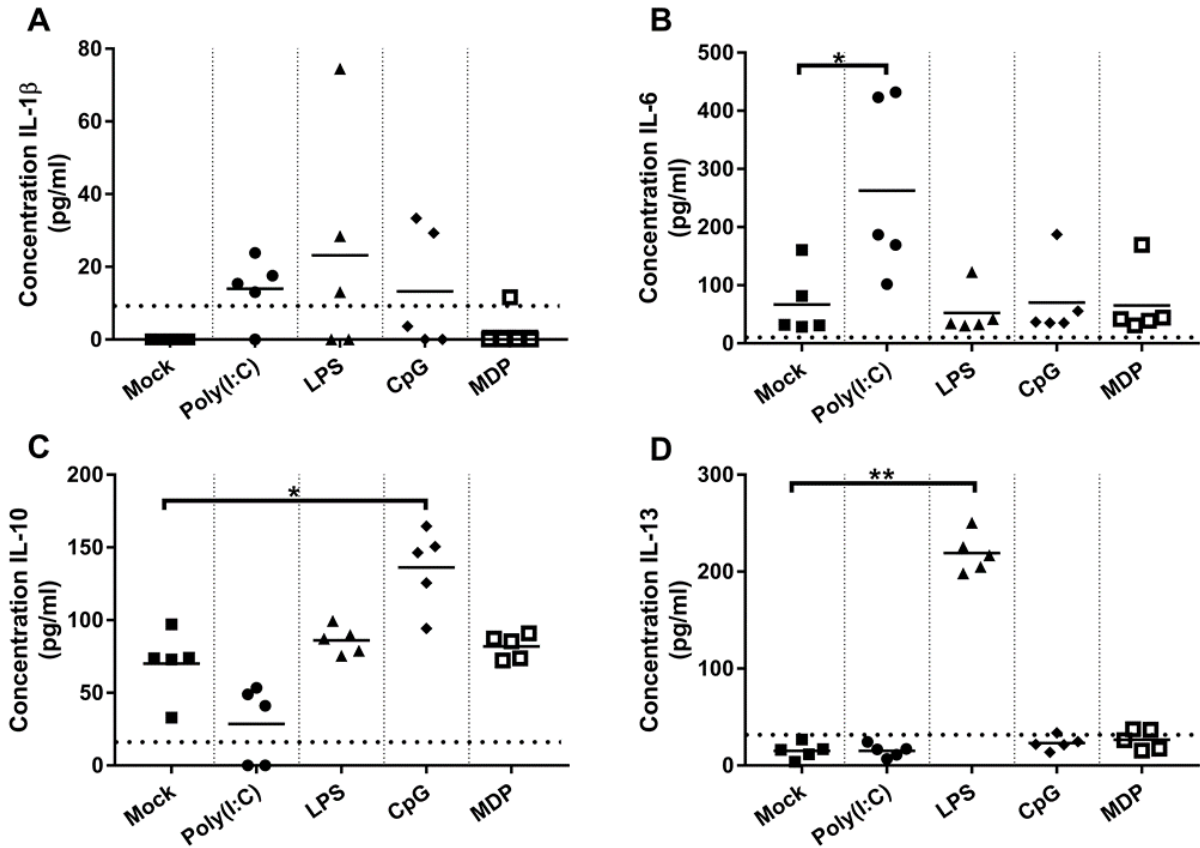 A
Concentration IL-1β
(pg/ml)
80
60
40
20
0
Mock
Poly(I:C)
LPS
CpG
MDP
B
Concentration IL-6
(pg/ml)
500
400
300
200
100
0
*
Mock
Poly(I:C)
LPS
CpG
MDP
C
Concentration IL-10
(pg/ml)
200
150
100
50
0
*
Mock
Poly(I:C)
LPS
CpG
MDP
D
Concentration IL-13
(pg/ml)
300
200
100
0
**
Mock
Poly(I:C)
LPS
CpG
MDP